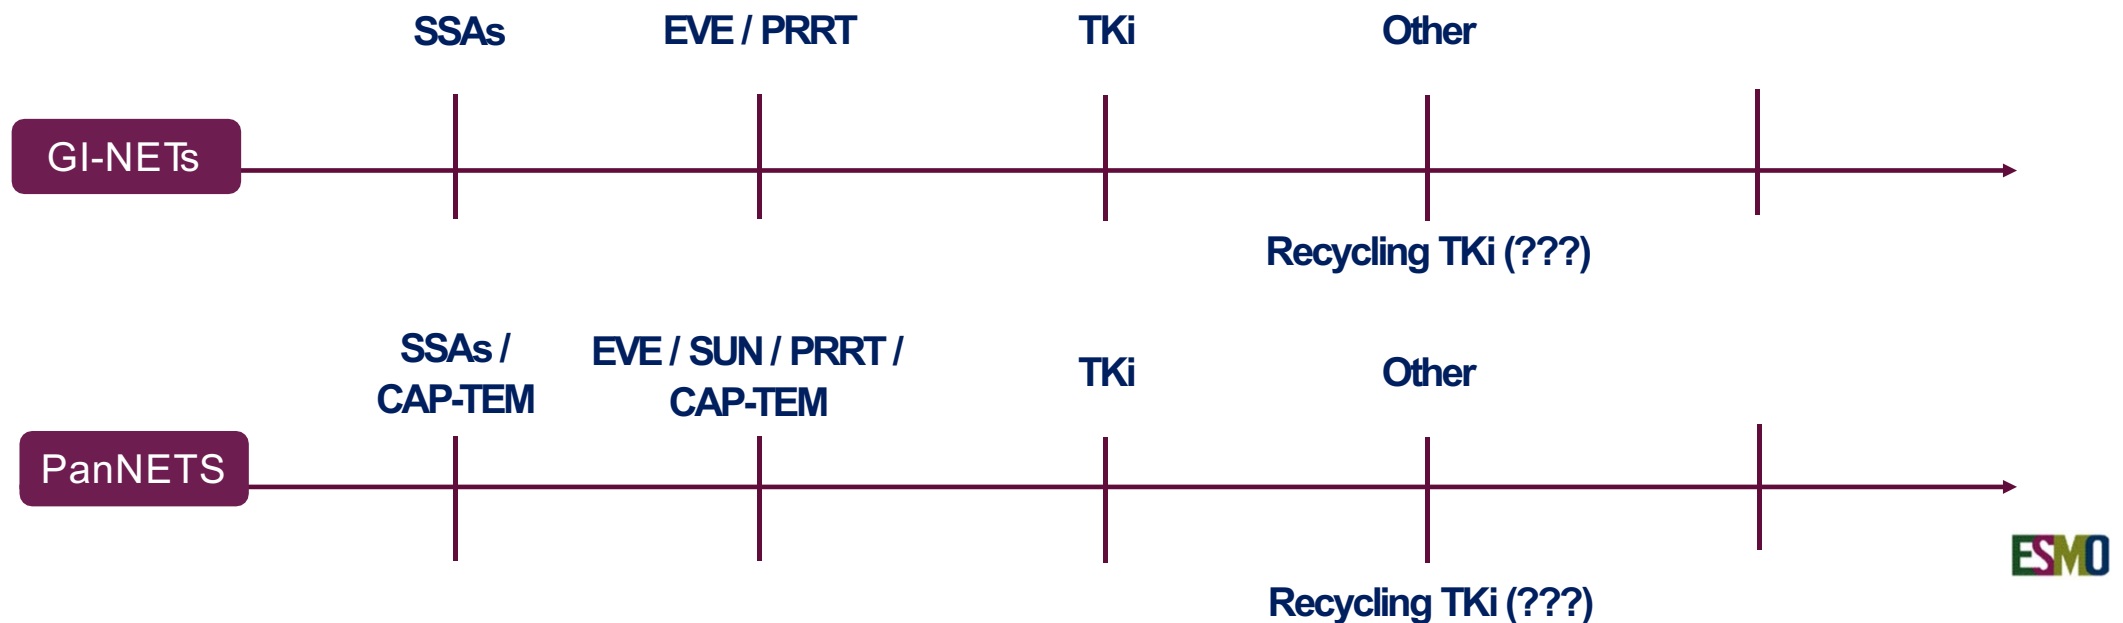 SSAs
EVE / PRRT
TKi
Other
GI-NETs
Recycling TKi (???)
SSAs /
CAP-TEM
EVE / SUN / PRRT /
CAP-TEM
TKi
Other
PanNETS
ESMO
Recycling TKi (???)